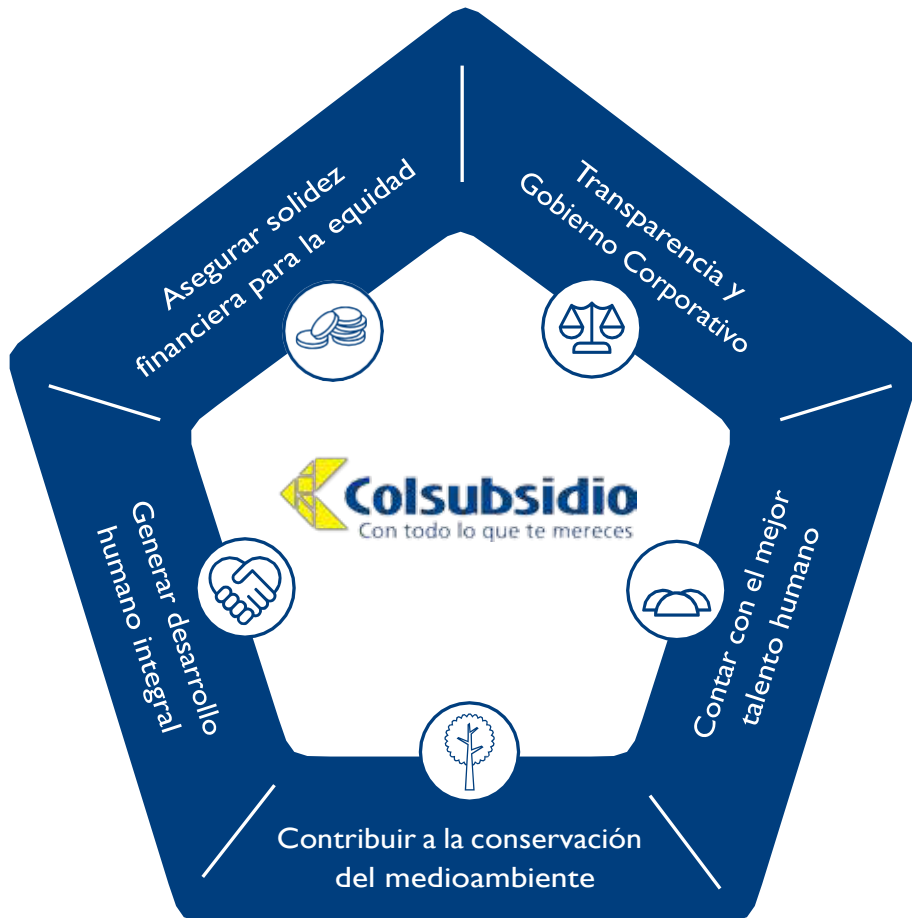 Asegurar solidez
financiera para la equidad
Transparencia y
Gobierno Corporativo
Colsubsidio
Con todo lo que te mereces
Generar desarrollo
humano integral
Contar con el mejor
talento humano
Contribuir a la conservación
del medioambiente